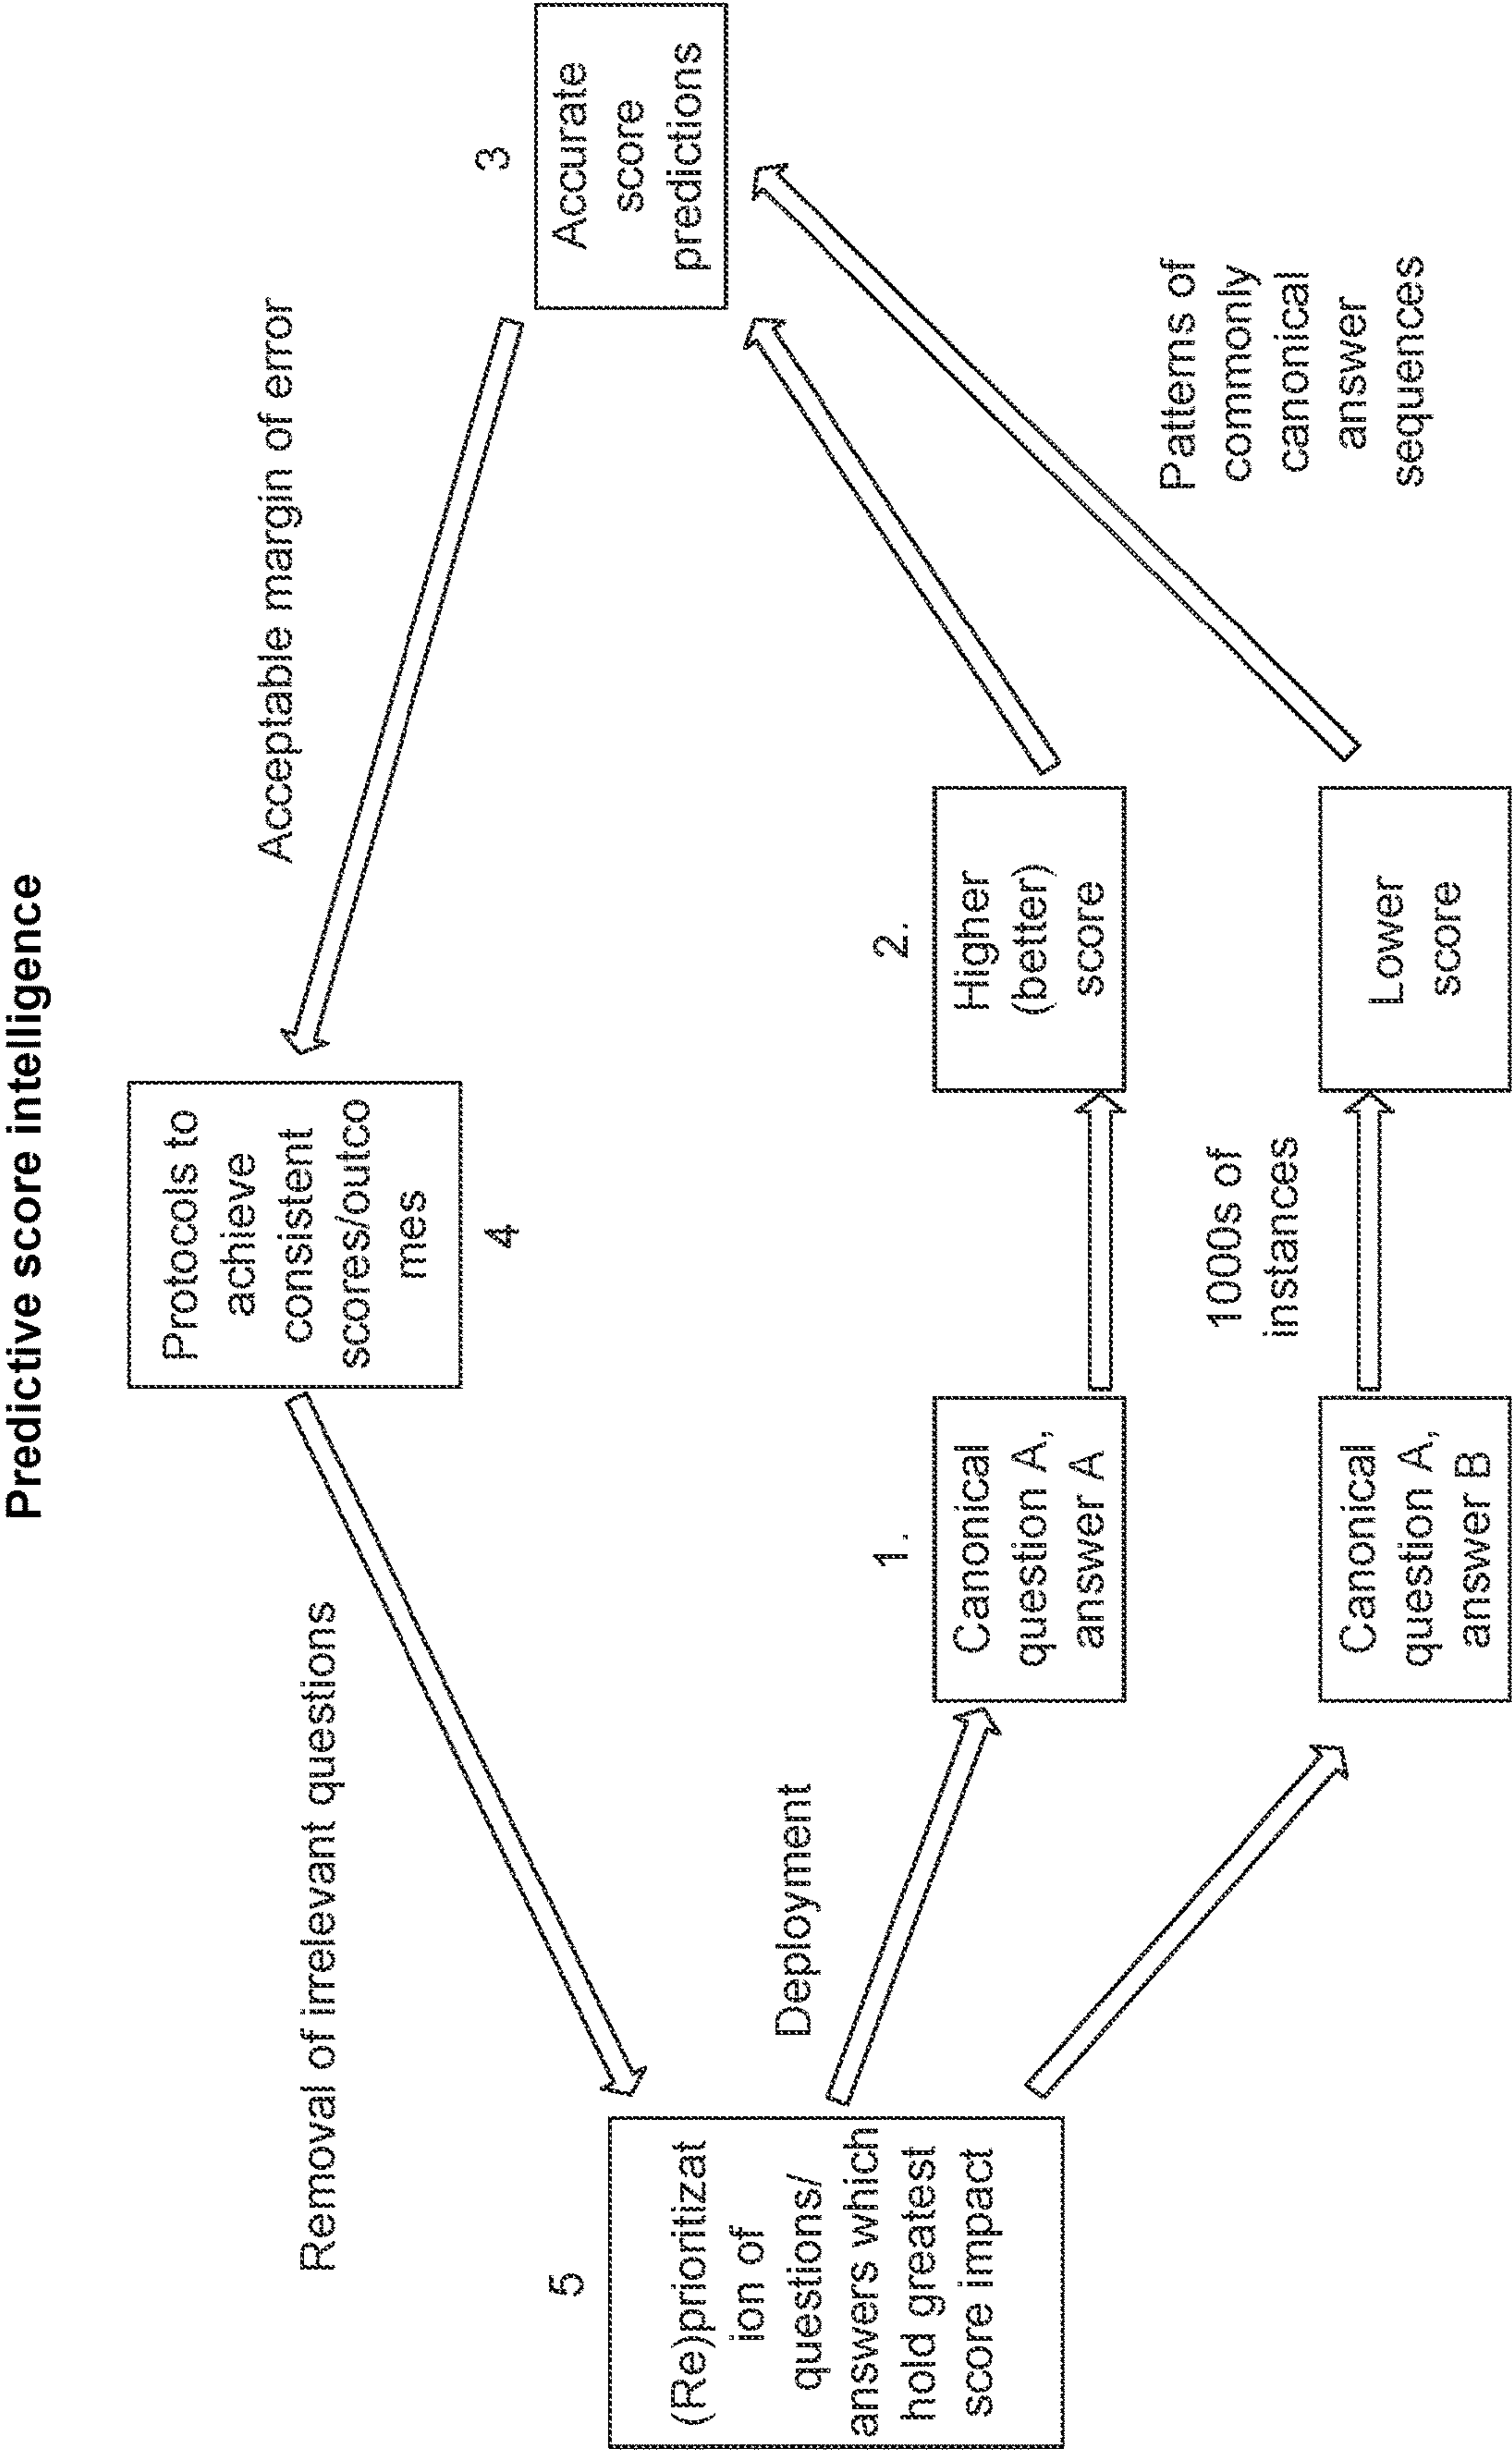 Predictive score intelligence
Removal of irrelevant questions
Protocols to
achieve
consistent
scores/outco
mes
4
Acceptable margin of error
3
Accurate
score
predictions
5
(Re)prioritizat
ion of
questions/
answers which
hold greatest
score impact
Deployment
1.
Canonical
question A,
answer A
2.
Higher
(better)
score
1000s of
instances
Patterns of
commonly
canonical
answer
sequences
Canonical
question A,
answer B
Lower
score